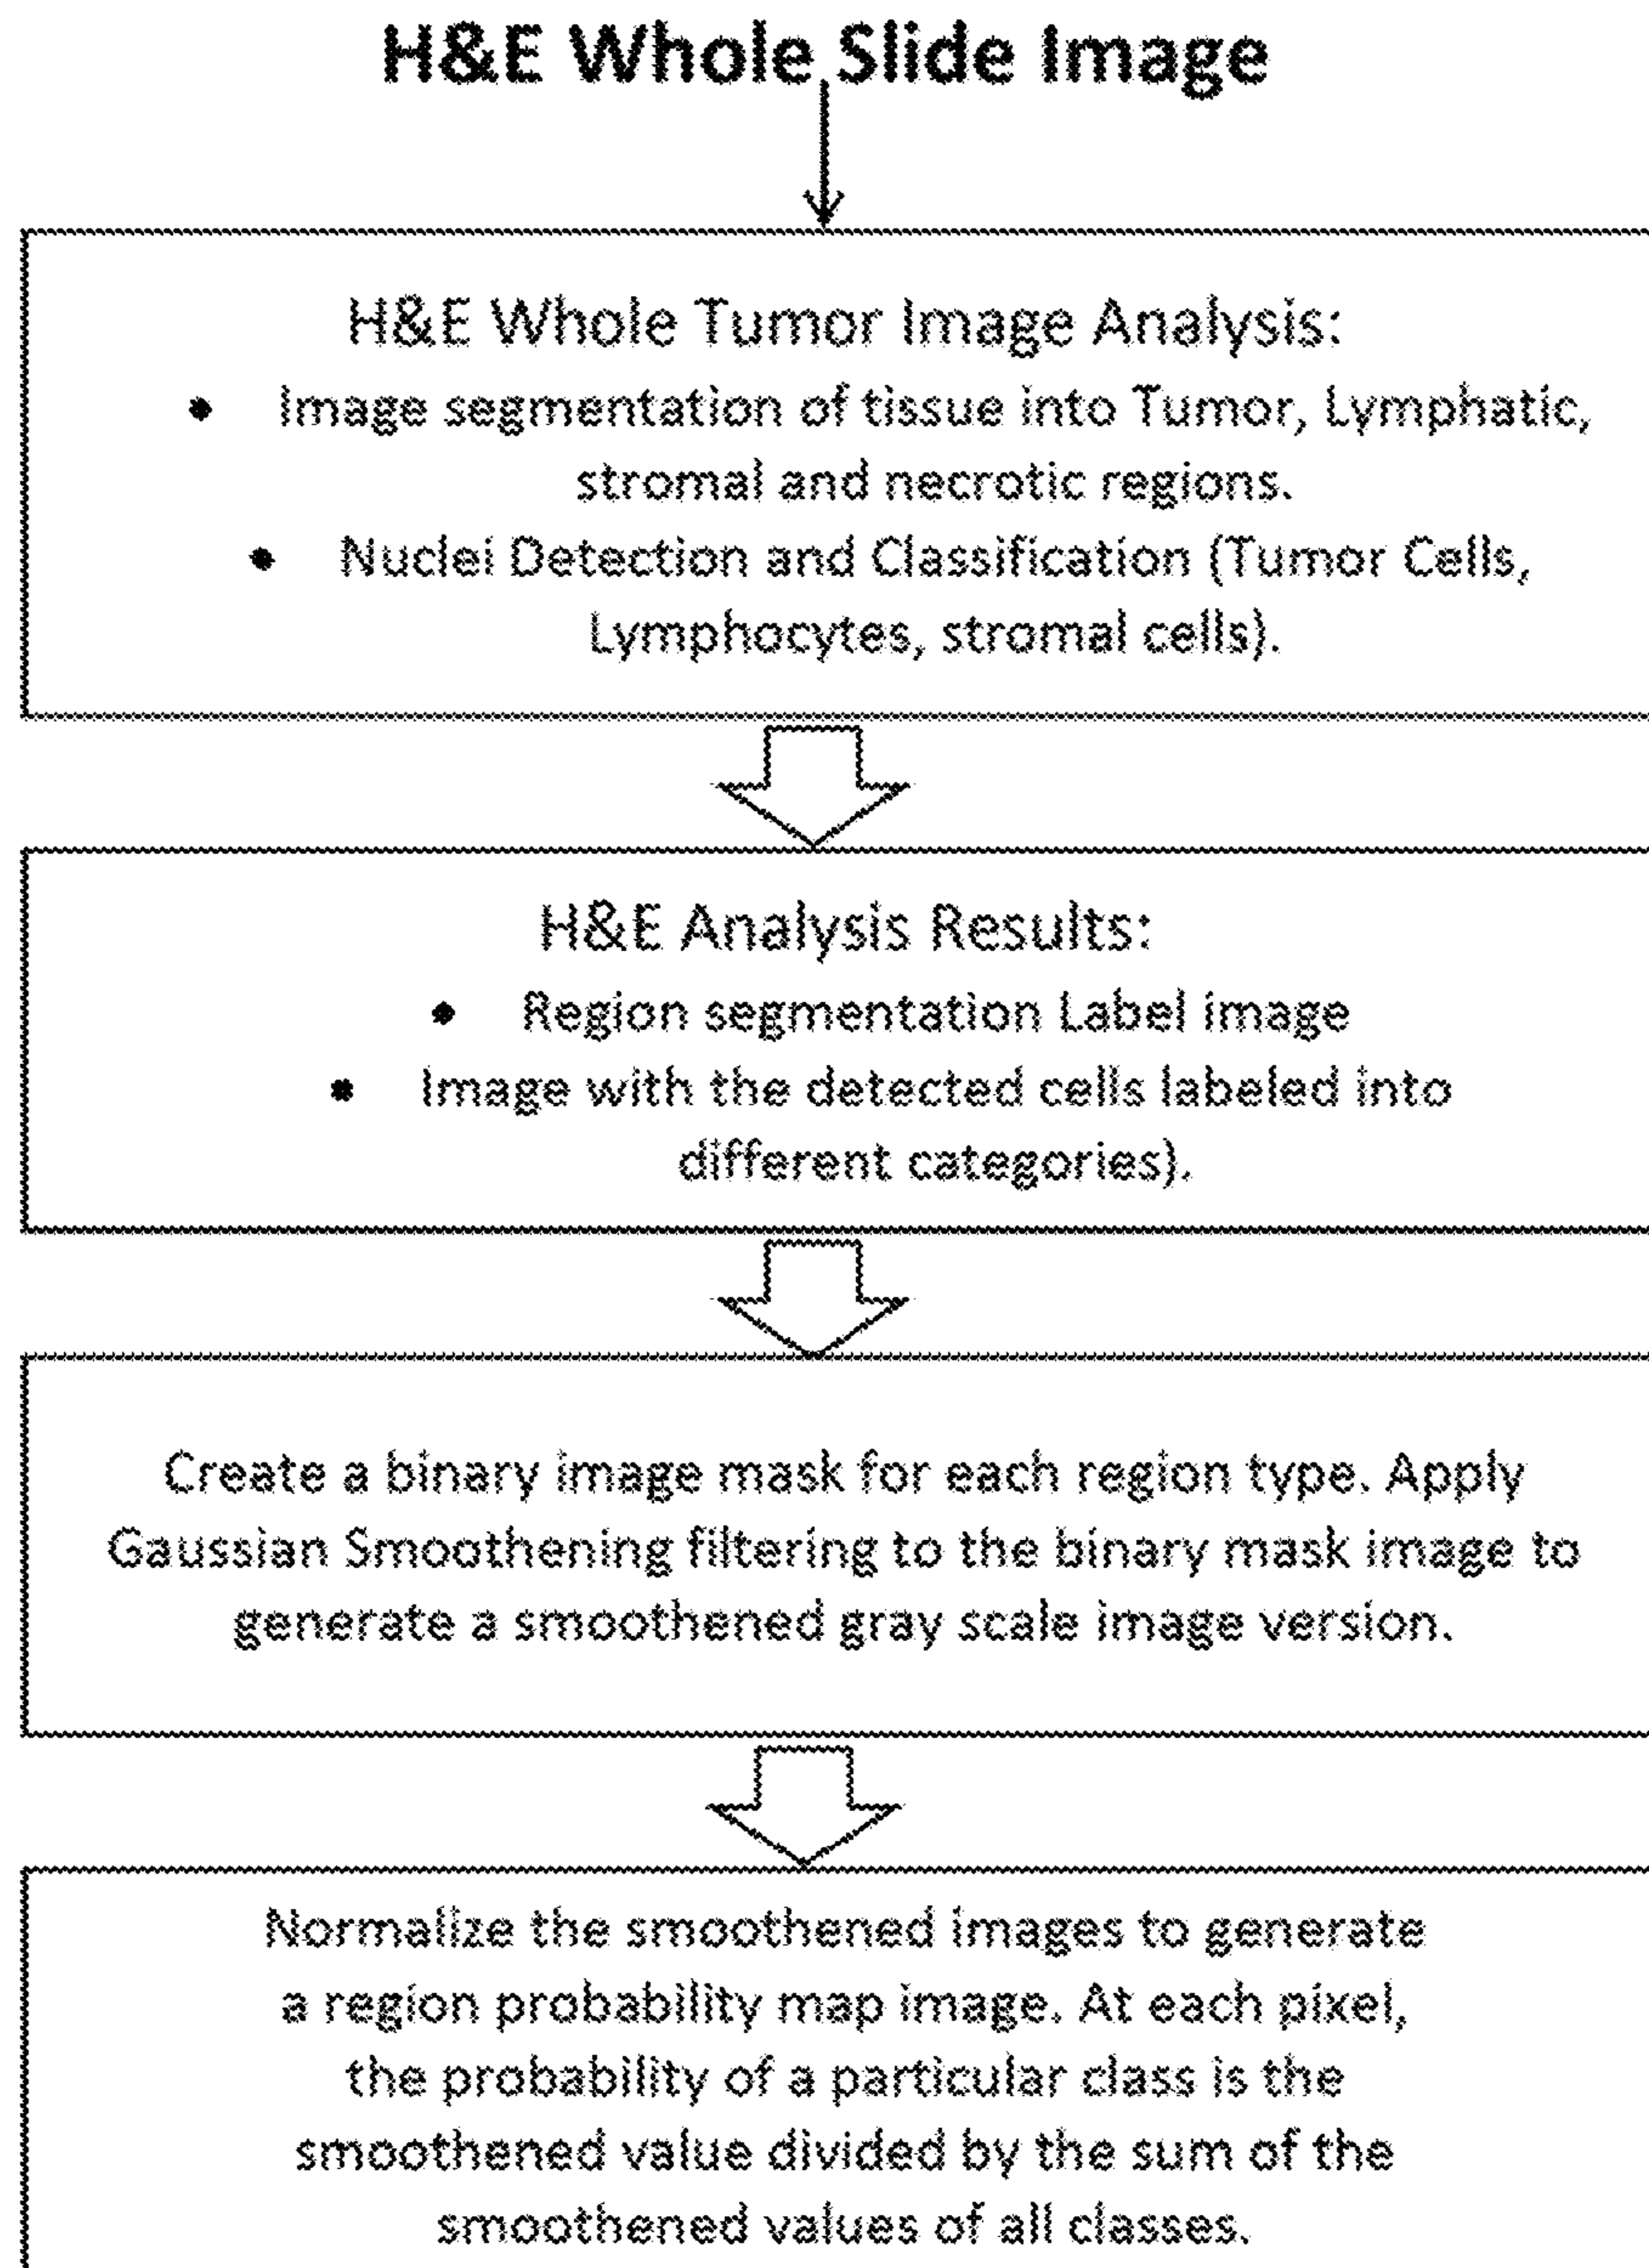 H&E Whole Slide Image
H&E Whole Tumor Image Analysis:
• Image segmentation of tissue into Tumor, Lymphatic,
stromal and necrotic regions.
• Nuclei Detection and Classification (Tumor Cells,
Lymphocytes, stromal cells).
H&E Analysis Results:
• Region segmentation Label image
• Image with the detected cells labeled into
different categories).
Create a binary image mask for each region type. Apply
Gaussian Smoothening filtering to the binary mask image to
generate a smoothened gray scale image version.
Normalize the smoothened images to generate
a region probability map image. At each pixel,
the probability of a particular class is the
smoothened value divided by the sum of the
smoothened values of all classes.